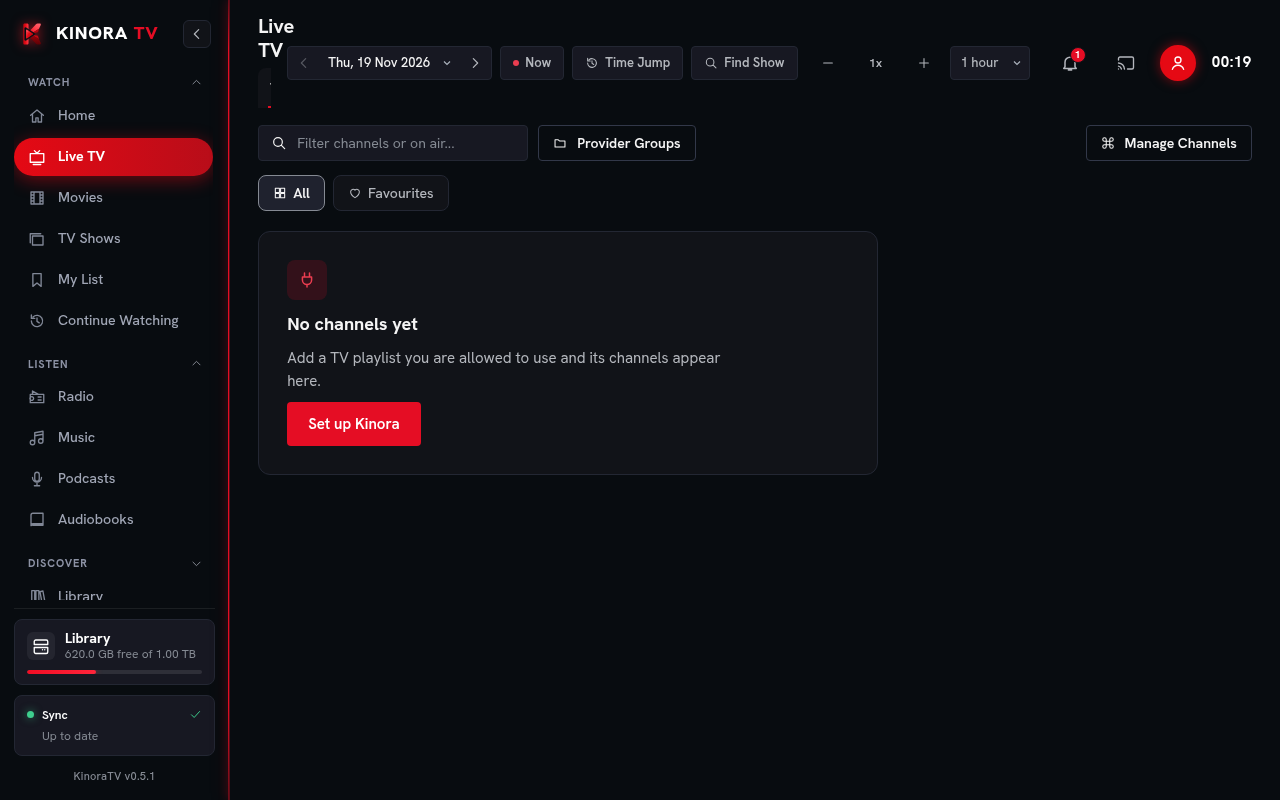 KINORA TV
WATCH
Home
Live TV
Movies
TV Shows
My List
Continue Watching
LISTEN
Radio
Music
Podcasts
Audiobooks
DISCOVER
Library
Library
620.0 GB free of 1.00 TB
Sync
Up to date
KinoraTV v0.5.1
Live
TV
Thu, 19 Nov 2026
Now
Time Jump
Find Show
1x
1 hour
1
00:19
Filter channels or on air...
Provider Groups
Manage Channels
All
Favourites
No channels yet
Add a TV playlist you are allowed to use and its channels appear
here.
Set up Kinora